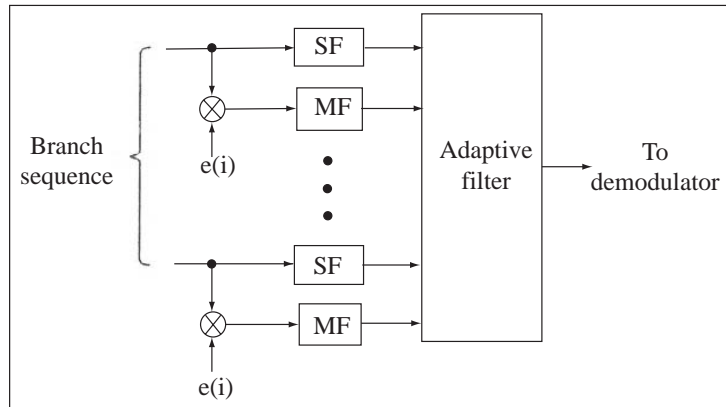 SF
MF
e(i)
Branch
sequence
Adaptive
filter
To
demodulator
SF
MF
e(i)